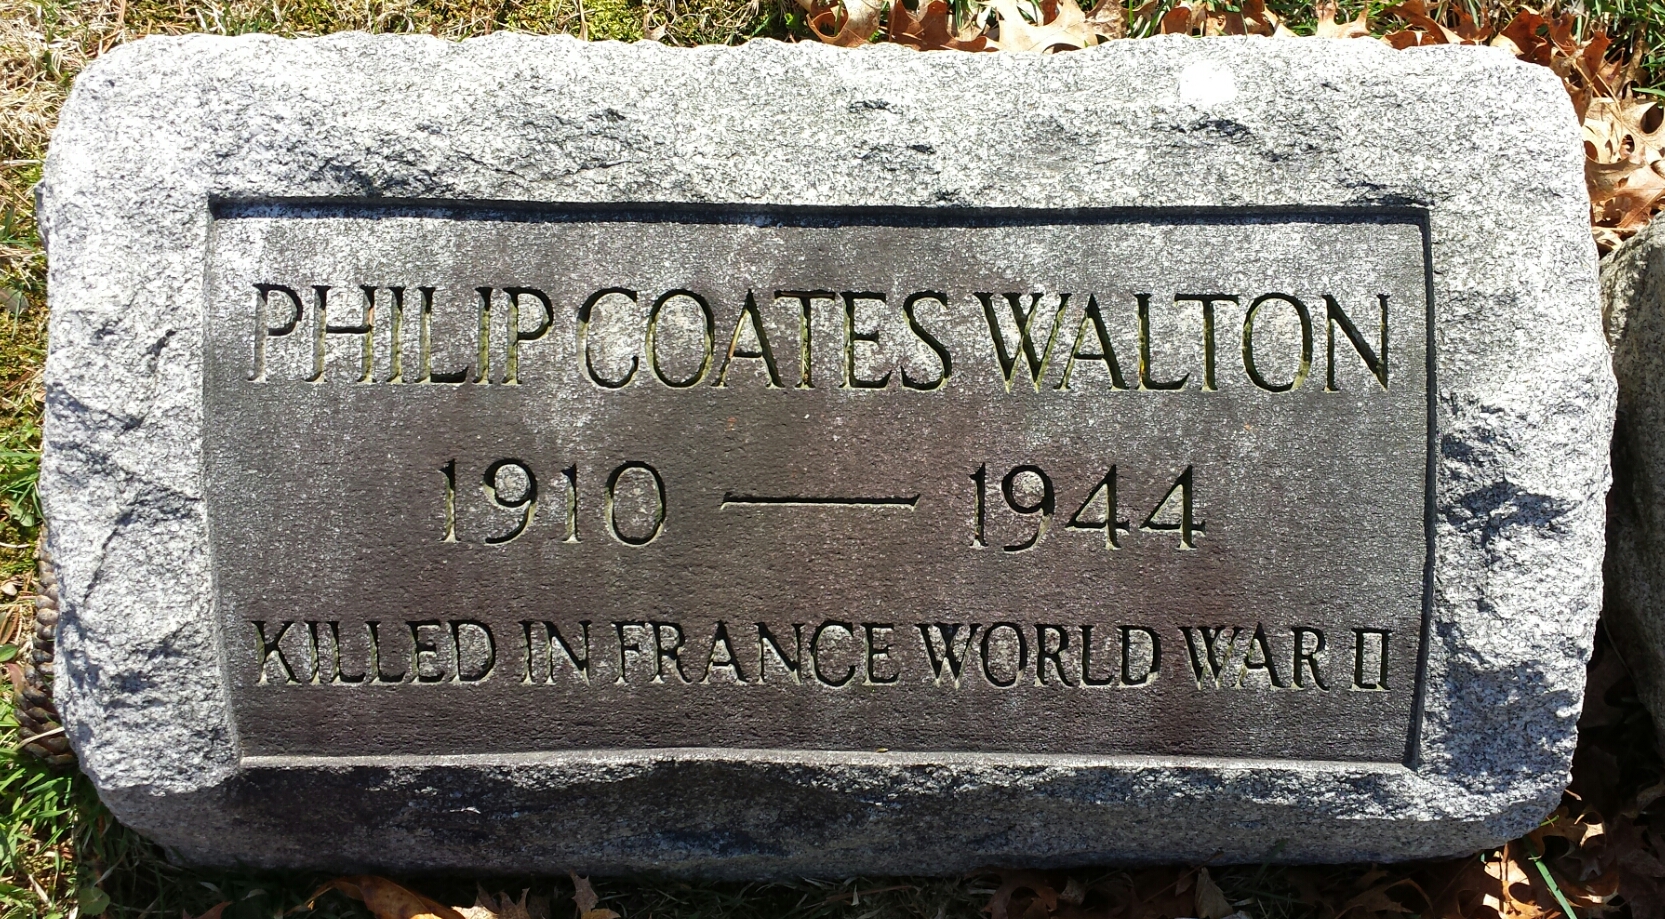 PHILIP COATES WALTON
1910 — 1944
KILLED IN FRANCE WORLD WAR II